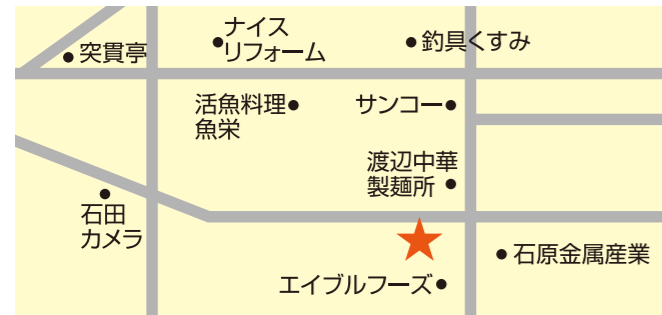 突貫亭
ナイス
リフォーム
釣具くすみ
活魚料理
魚栄
サンコー
渡辺中華
製麺所
石田
カメラ
石原金属産業
エイブルフーズ